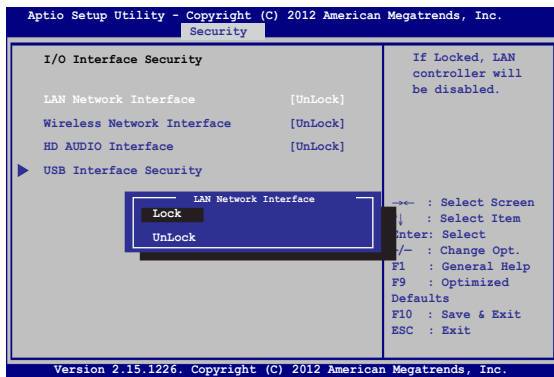 Aptio Setup Utility - Copyright (C) 2012 American Megatrends, Inc.
Security
I/O Interface Security
LAN Network Interface [UnLock]
Wireless Network Interface [UnLock]
HD AUDIO Interface [UnLock]
USB Interface Security
LAN Network Interface
Lock
UnLock
If Locked, LAN
controller will
be disabled.
→← : Select Screen
↓ : Select Item
Enter: Select
+/— : Change Opt.
F1 : General Help
F9 : Optimized
Defaults
F10 : Save & Exit
ESC : Exit
Version 2.15.1226. Copyright (C) 2012 American Megatrends, Inc.